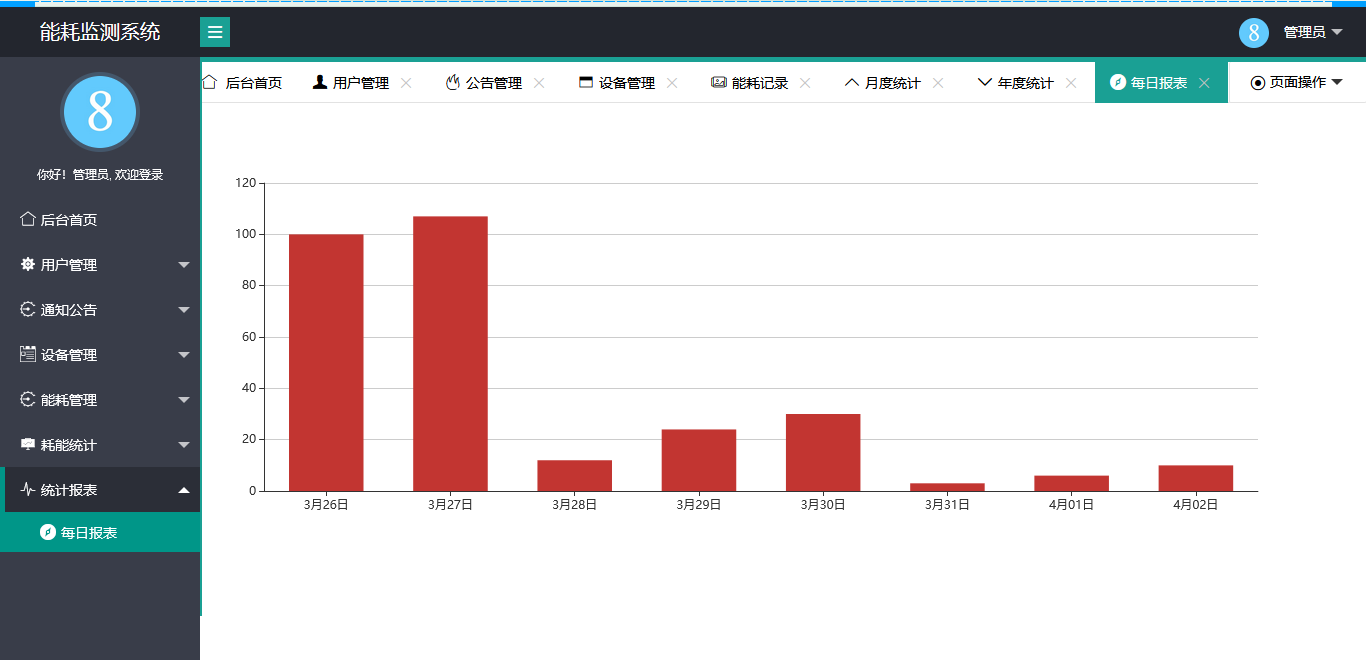 能耗监测系统
8 管理员
8
你好！管理员, 欢迎登录
后台首页
用户管理
通知公告
设备管理
能耗管理
耗能统计
统计报表
每日报表
后台首页 用户管理 公告管理 设备管理 能耗记录 月度统计 年度统计 每日报表 页面操作
120
100
80
60
40
20
0
3月26日 3月27日 3月28日 3月29日 3月30日 3月31日 4月01日 4月02日